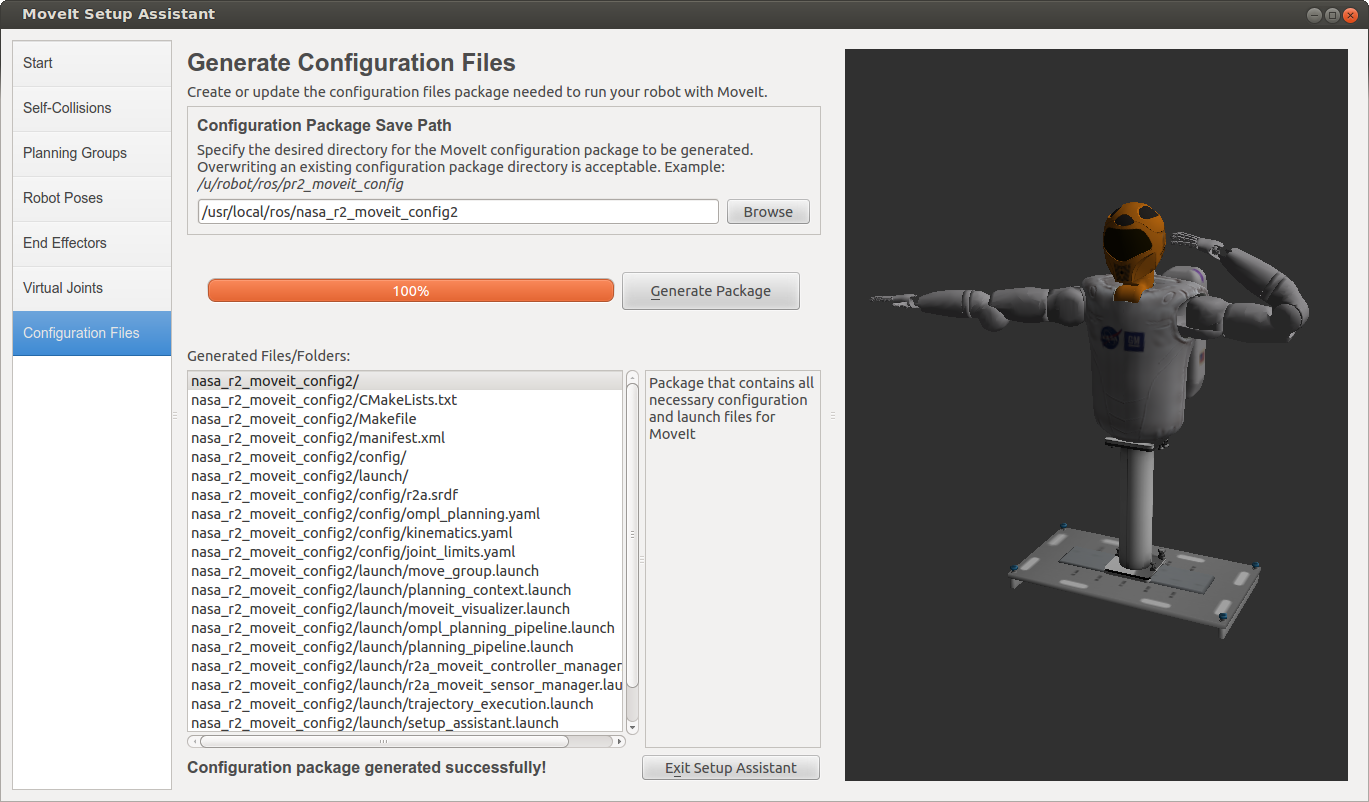 MoveIt Setup Assistant
Start
Self-Collisions
Planning Groups
Robot Poses
End Effectors
Virtual Joints
Configuration Files
Generate Configuration Files
Create or update the configuration files package needed to run your robot with MoveIt.
Configuration Package Save Path
Specify the desired directory for the MoveIt configuration package to be generated.
Overwriting an existing configuration package directory is acceptable. Example:
/u/robot/ros/pr2_moveit_config
/usr/local/ros/nasa_r2_moveit_config2
Browse
100%
Generate Package
Generated Files/Folders:
nasa_r2_moveit_config2/
nasa_r2_moveit_config2/CMakeLists.txt
nasa_r2_moveit_config2/Makefile
nasa_r2_moveit_config2/manifest.xml
nasa_r2_moveit_config2/config/
nasa_r2_moveit_config2/launch/
nasa_r2_moveit_config2/config/r2a.srdf
nasa_r2_moveit_config2/config/ompl_planning.yaml
nasa_r2_moveit_config2/config/kinematics.yaml
nasa_r2_moveit_config2/config/joint_limits.yaml
nasa_r2_moveit_config2/launch/move_group.launch
nasa_r2_moveit_config2/launch/planning_context.launch
nasa_r2_moveit_config2/launch/moveit_visualizer.launch
nasa_r2_moveit_config2/launch/ompl_planning_pipeline.launch
nasa_r2_moveit_config2/launch/planning_pipeline.launch
nasa_r2_moveit_config2/launch/r2a_moveit_controller_manager
nasa_r2_moveit_config2/launch/r2a_moveit_sensor_manager.lau
nasa_r2_moveit_config2/launch/trajectory_execution.launch
nasa_r2_moveit_config2/launch/setup_assistant.launch
Package that contains all
necessary configuration
and launch files for
MoveIt
Configuration package generated successfully!
Exit Setup Assistant
GM